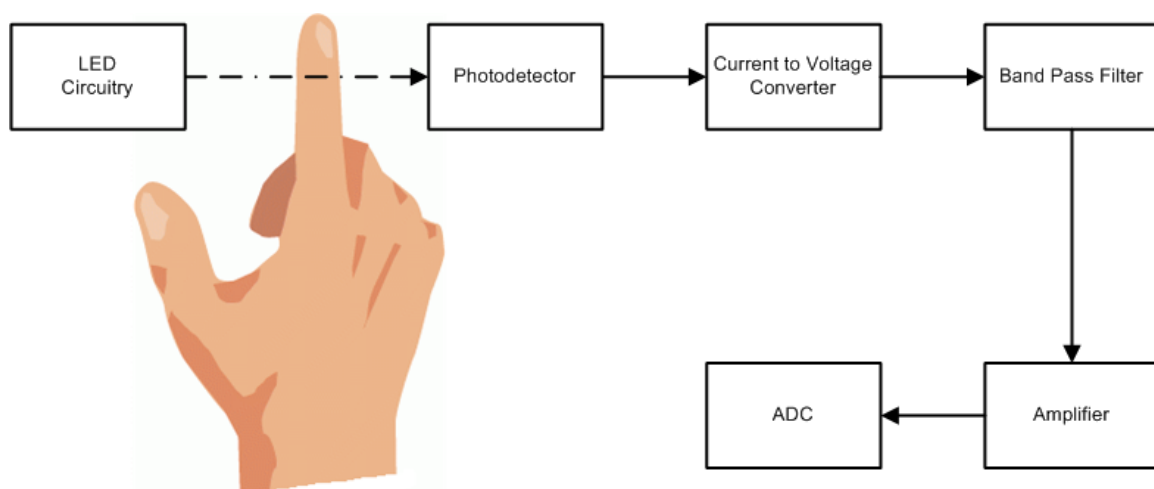 LED
Circuitry
Photodetector
Current to Voltage
Converter
Band Pass Filter
ADC
Amplifier